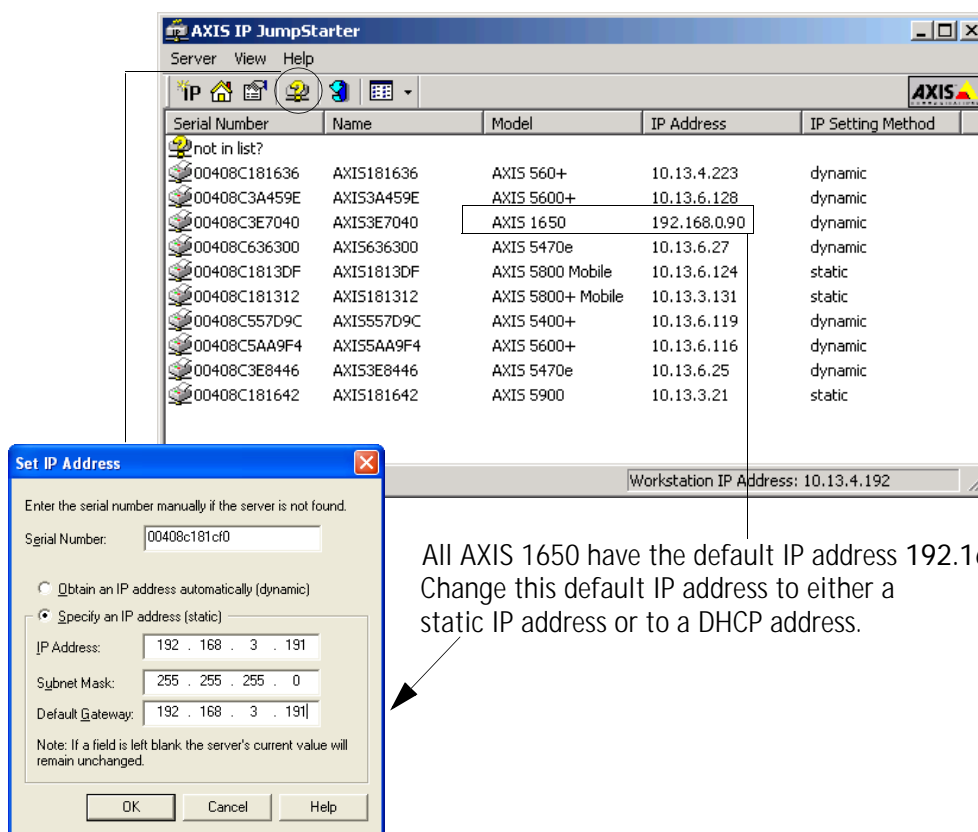 AXIS IP JumpStarter
Server View Help
IP
AXIS
COMMUNICATIONS
Serial Number Name Model IP Address IP Setting Method
not in list?
00408C181636 AXIS181636 AXIS 560+ 10.13.4.223 dynamic
00408C3A459E AXIS3A459E AXIS 5600+ 10.13.6.128 dynamic
00408C3E7040 AXIS3E7040 AXIS 1650 192.168.0.90 dynamic
00408C636300 AXIS636300 AXIS 5470e 10.13.6.27 dynamic
00408C1813DF AXIS1813DF AXIS 5800 Mobile 10.13.6.124 static
00408C181312 AXIS181312 AXIS 5800+ Mobile 10.13.3.131 static
00408C557D9C AXIS557D9C AXIS 5400+ 10.13.6.119 dynamic
00408C5AA9F4 AXIS5AA9F4 AXIS 5600+ 10.13.6.116 dynamic
00408C3E8446 AXIS3E8446 AXIS 5470e 10.13.6.25 dynamic
00408C181642 AXIS181642 AXIS 5900 10.13.3.21 static
Workstation IP Address: 10.13.4.192
Set IP Address
Enter the serial number manually if the server is not found.
Serial Number: 00408c181cf0
Obtain an IP address automatically (dynamic)
Specify an IP address (static)
IP Address: 192 . 168 . 3 . 191
Subnet Mask: 255 . 255 . 255 . 0
Default Gateway: 192 . 168 . 3 . 191
Note: If a field is left blank the server's current value will
remain unchanged.
OK Cancel Help
All AXIS 1650 have the default IP address 192.1
Change this default IP address to either a
static IP address or to a DHCP address.